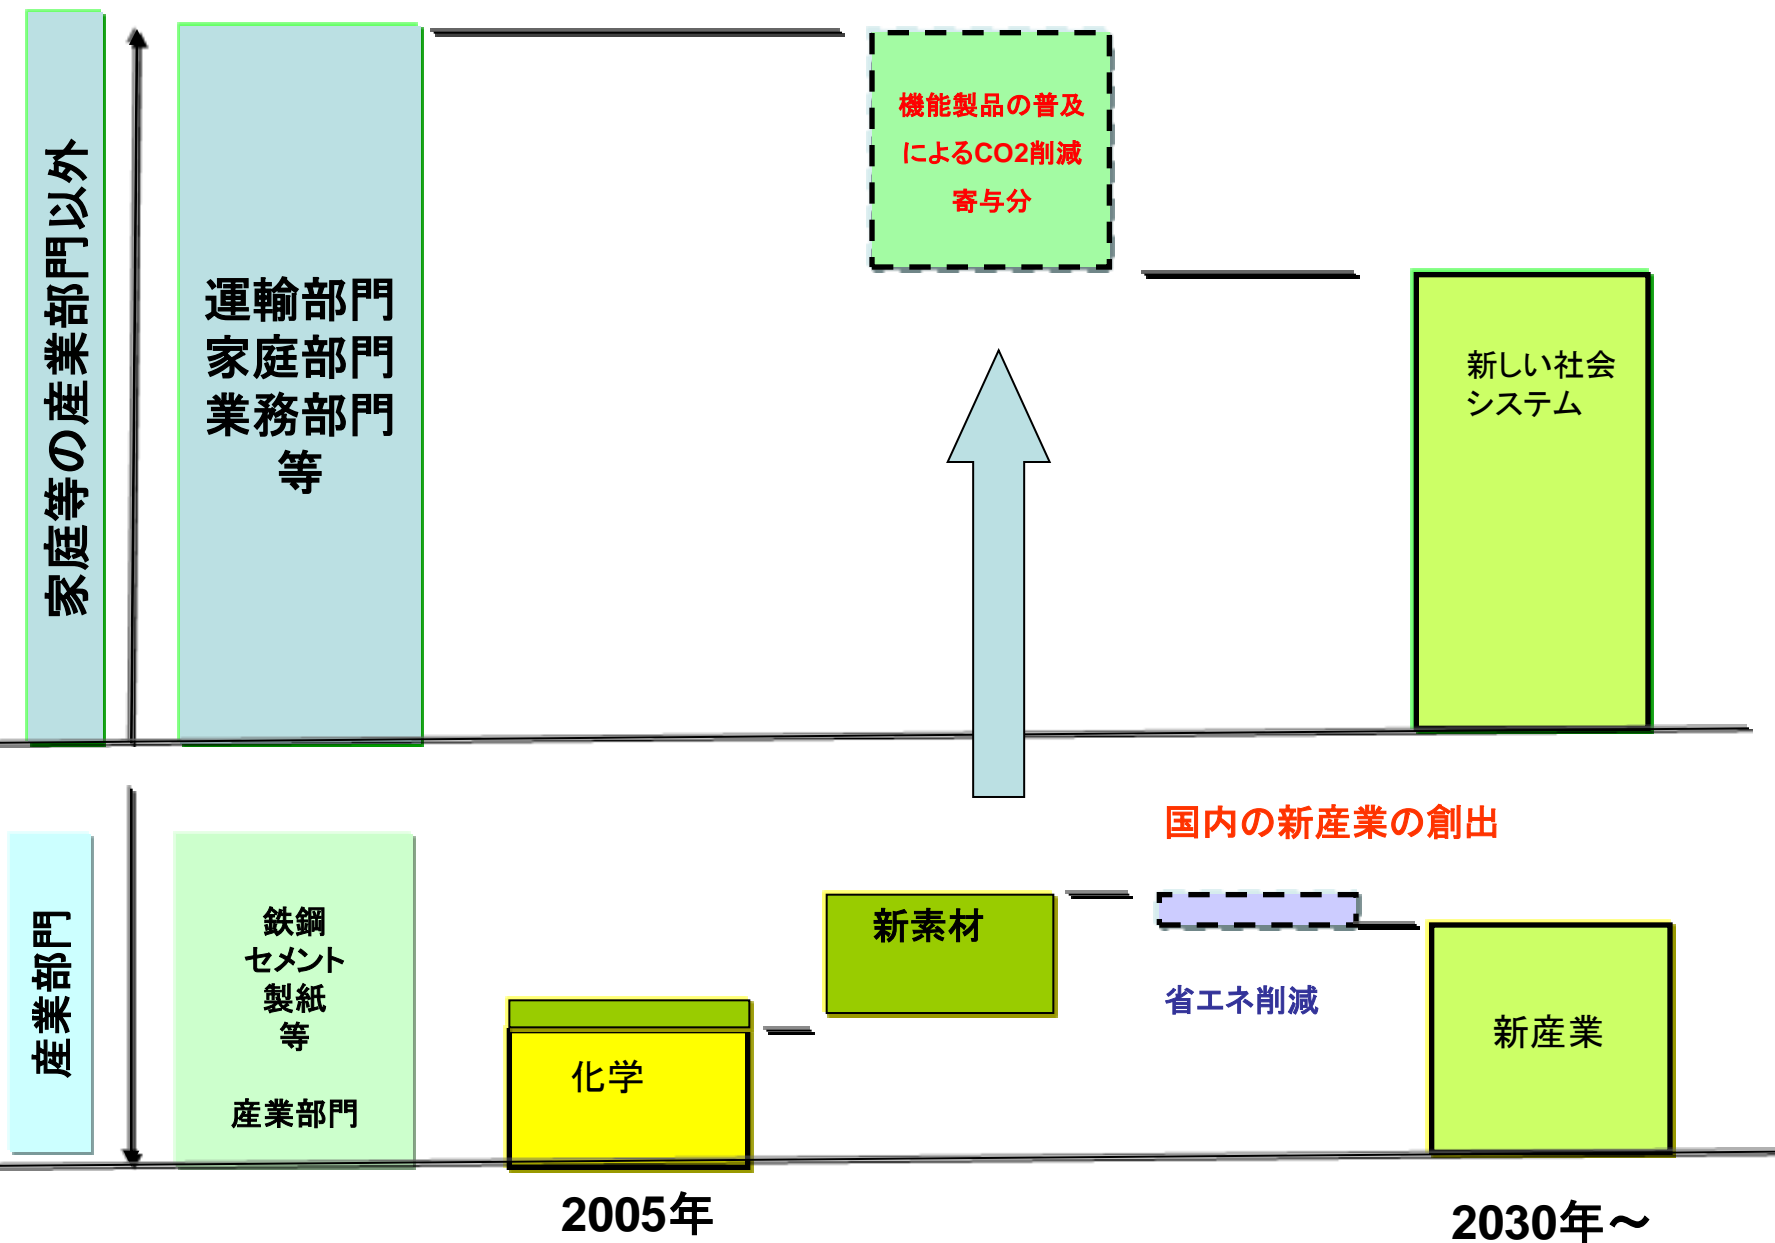 家庭等の産業部門以外
運輸部門
家庭部門
業務部門
等
機能製品の普及
によるCO2削減
寄与分
新しい社会
システム
産業部門
鉄鋼
セメント
製紙
等
産業部門
化学
新素材
国内の新産業の創出
省エネ削減
新産業
2005年
2030年～